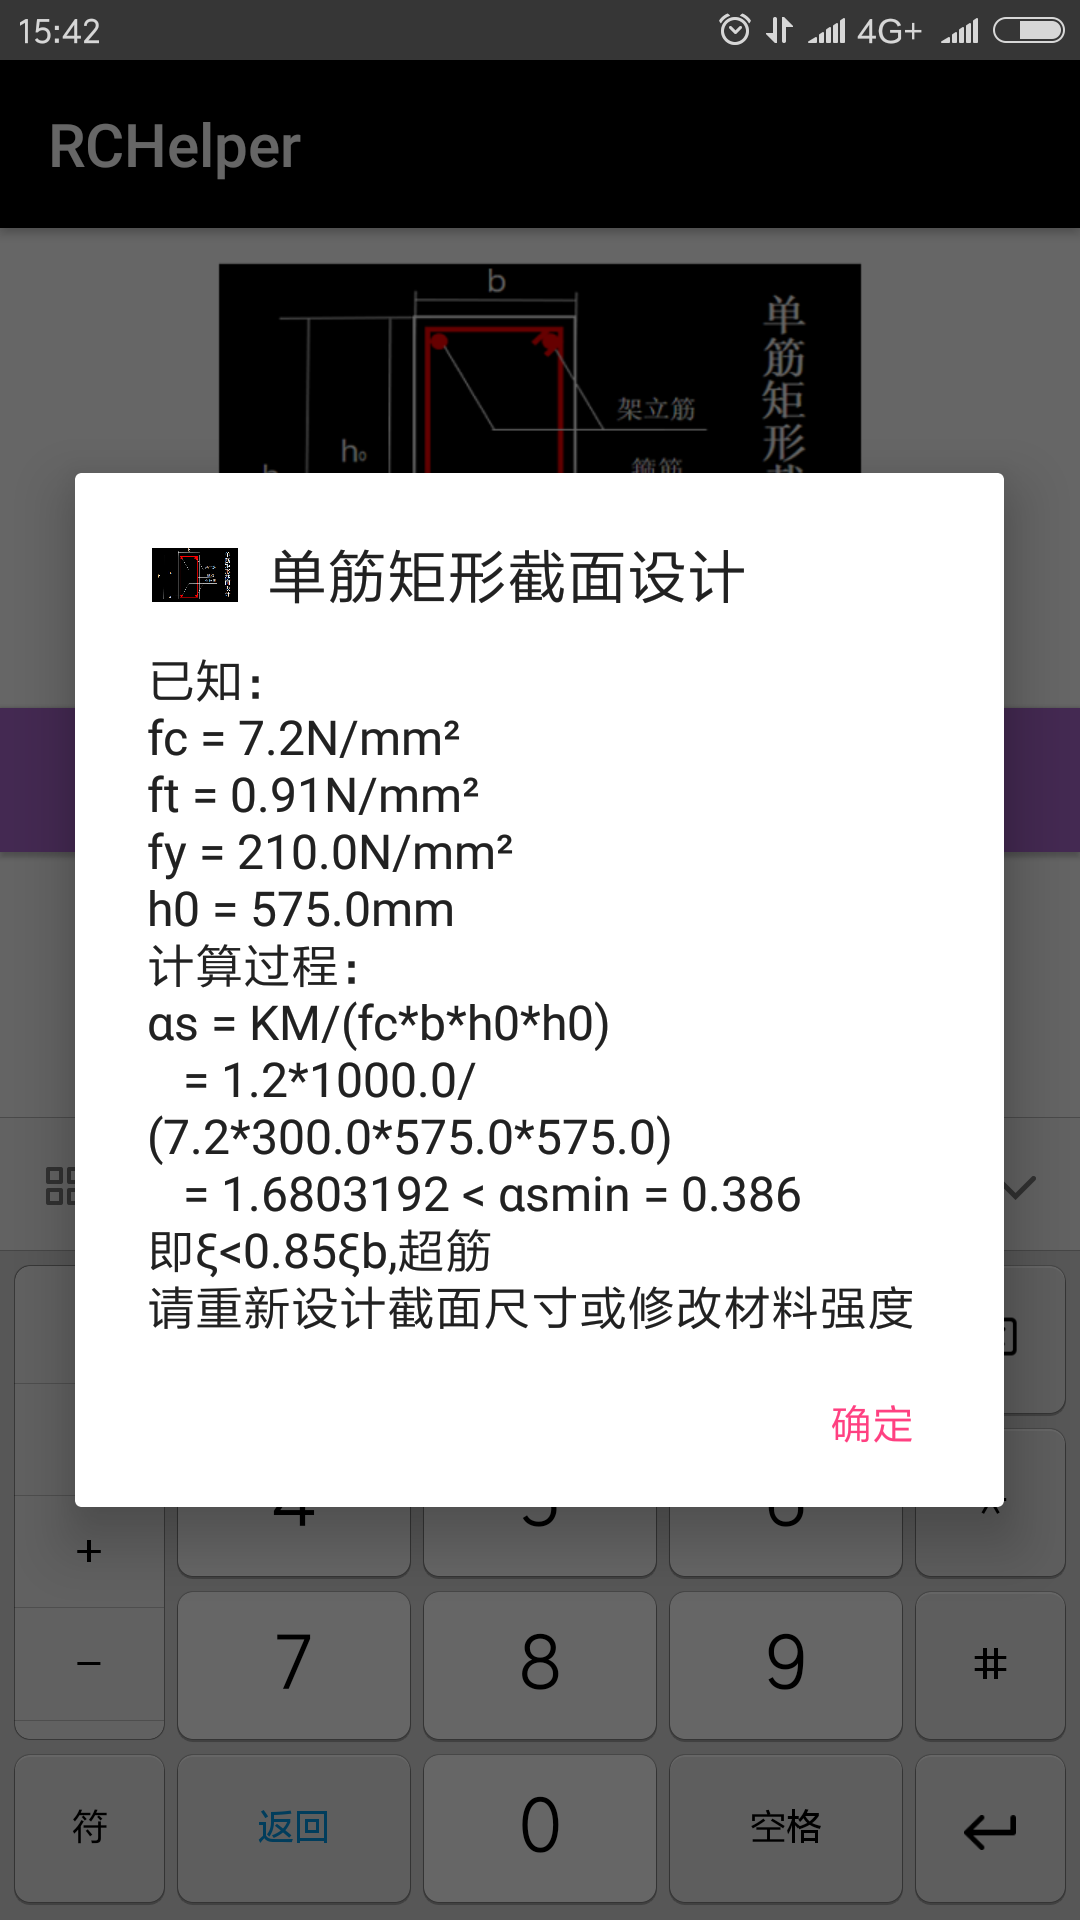 15:42
4G+
RCHelper
b
单筋矩形
架立筋
h₀
箍筋
单筋矩形截面设计
已知：
fc = 7.2N/mm²
ft = 0.91N/mm²
fy = 210.0N/mm²
h0 = 575.0mm
计算过程：
αs = KM/(fc*b*h0*h0)
= 1.2*1000.0/
(7.2*300.0*575.0*575.0)
= 1.6803192 < αsmin = 0.386
即ξ<0.85ξb,超筋
请重新设计截面尺寸或修改材料强度
确定
+
7
8
9
#
−
符
返回
0
空格